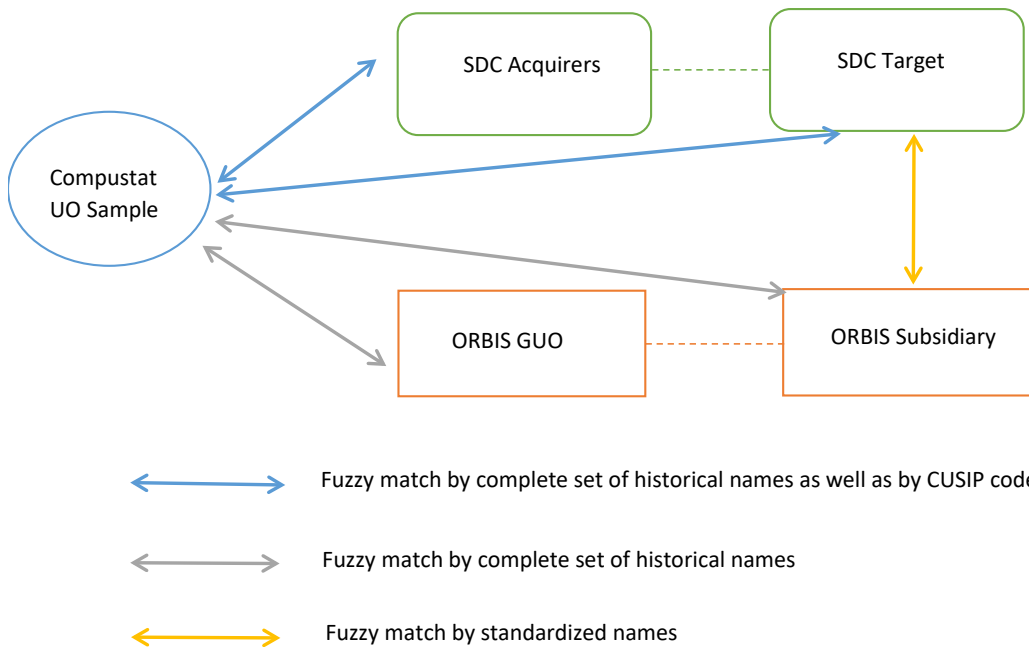 SDC Acquirers
SDC Target
Compustat
UO Sample
ORBIS GUO
ORBIS Subsidiary
Fuzzy match by complete set of historical names as well as by CUSIP code
Fuzzy match by complete set of historical names
Fuzzy match by standardized names